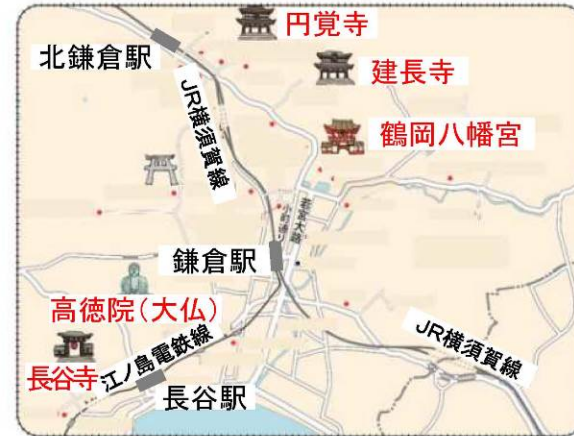 円覚寺
北鎌倉駅
建長寺
JR横須賀線
鶴岡八幡宮
若宮大路
小町通り
鎌倉駅
高徳院(大仏)
長谷寺
江ノ島電鉄線
長谷駅
JR横須賀線